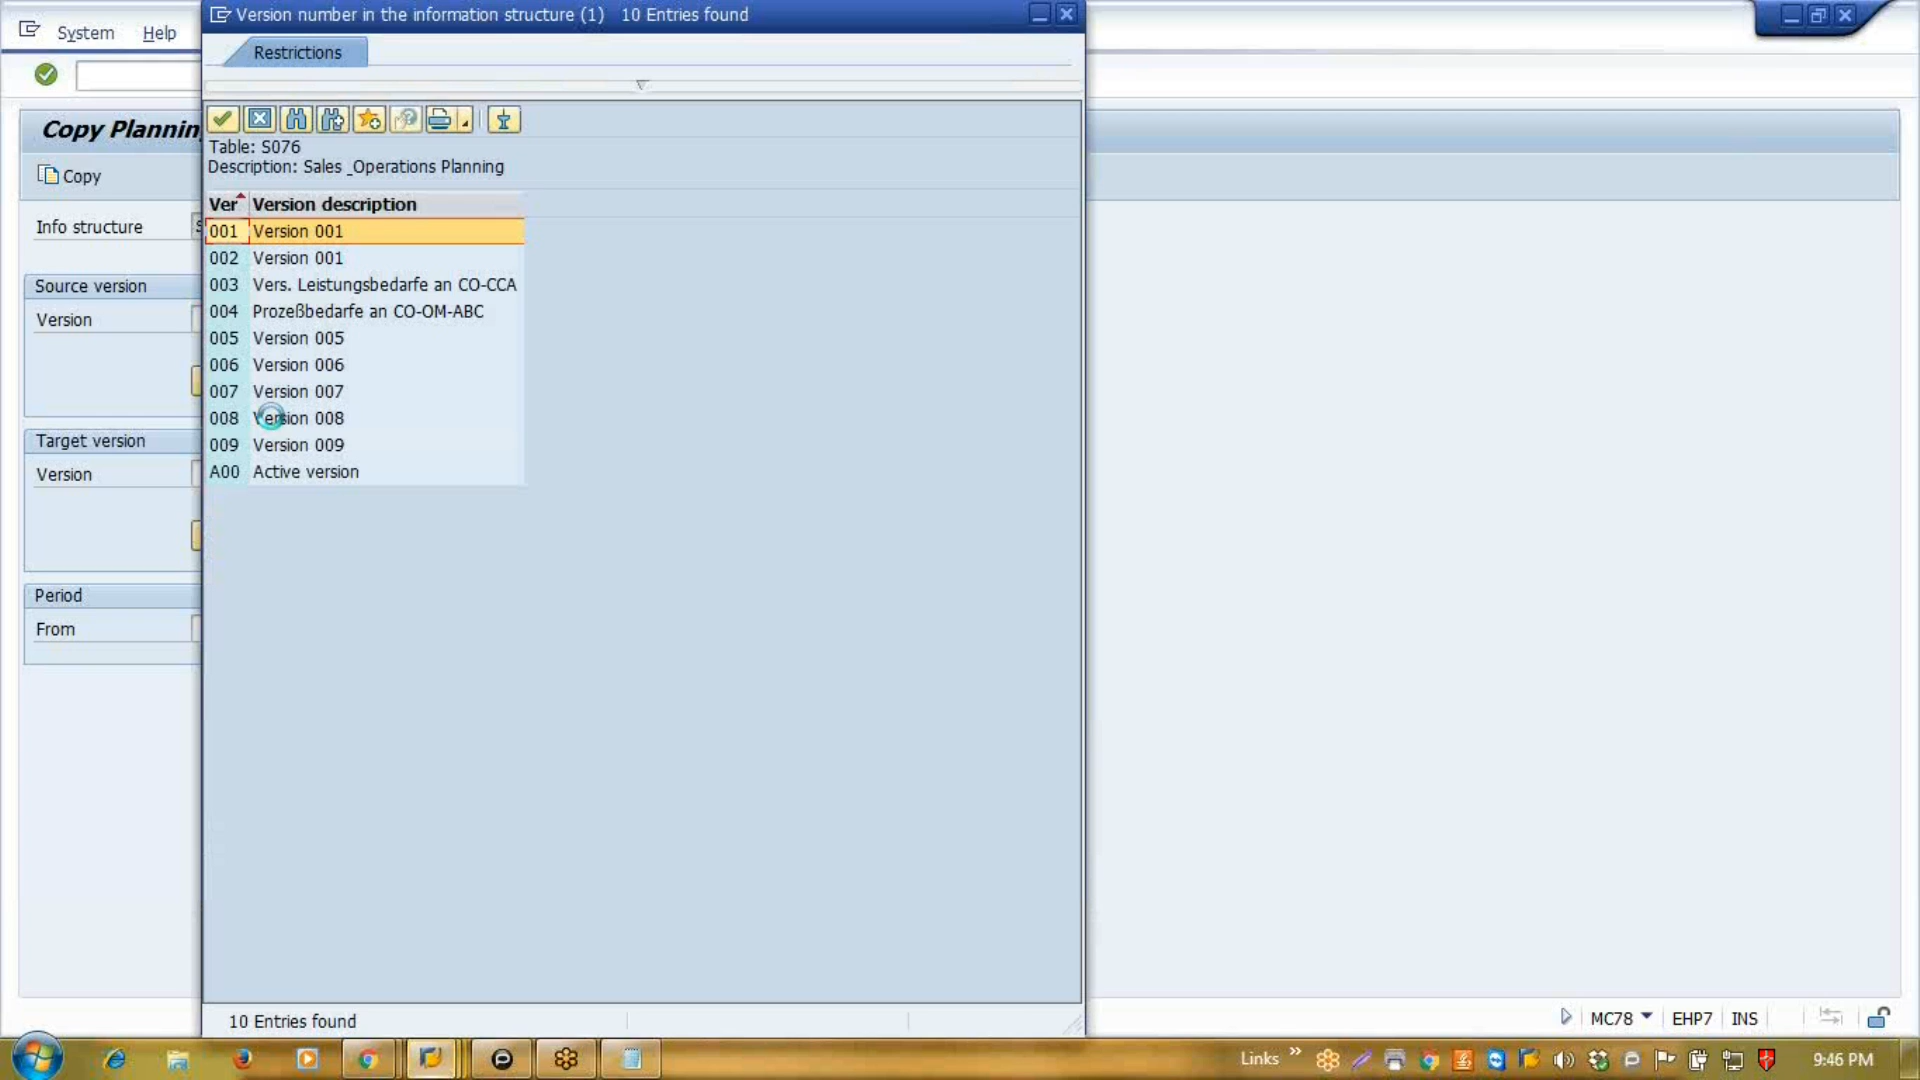 Version number in the information structure (1) 10 Entries found
System Help
Restrictions
Copy Plannin
Table: S076
Description: Sales _Operations Planning
Copy
Ver Version description
Info structure
001 Version 001
002 Version 001
003 Vers. Leistungsbedarfe an CO-CCA
004 Prozeßbedarfe an CO-OM-ABC
005 Version 005
006 Version 006
007 Version 007
008 Version 008
009 Version 009
A00 Active version
Source version
Version
Target version
Version
Period
From
10 Entries found
MC78 EHP7 INS
Links » 9:46 PM